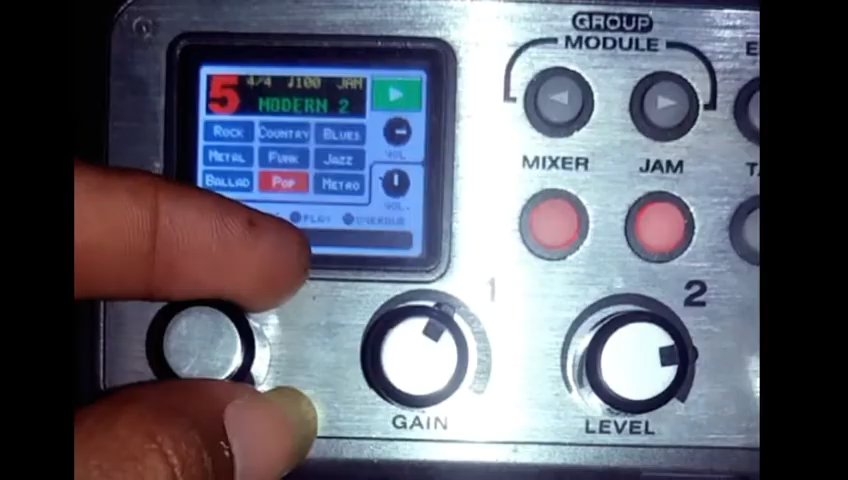 GROUP
MODULE
5 4/4 ♩100 JAM
MODERN 2
ROCK COUNTRY BLUES
METAL FUNK JAZZ
BALLAD POP METRO
VOL
VOL.
PLAY OVERDUB
MIXER JAM
1 2
GAIN LEVEL